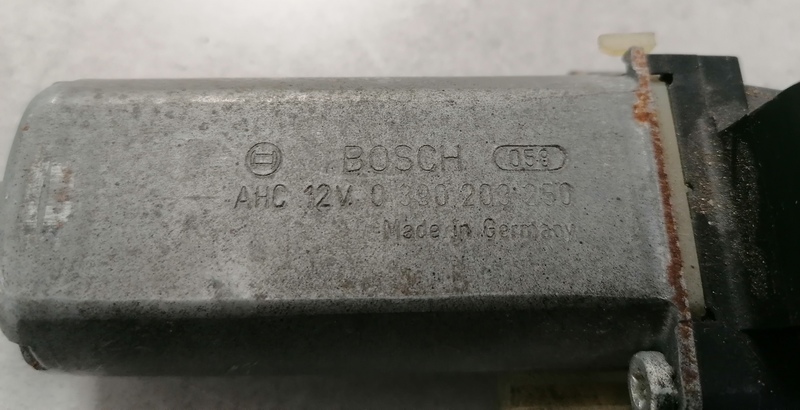 BOSCH 059
AHC 12V 0 390 203 250
Made in Germany